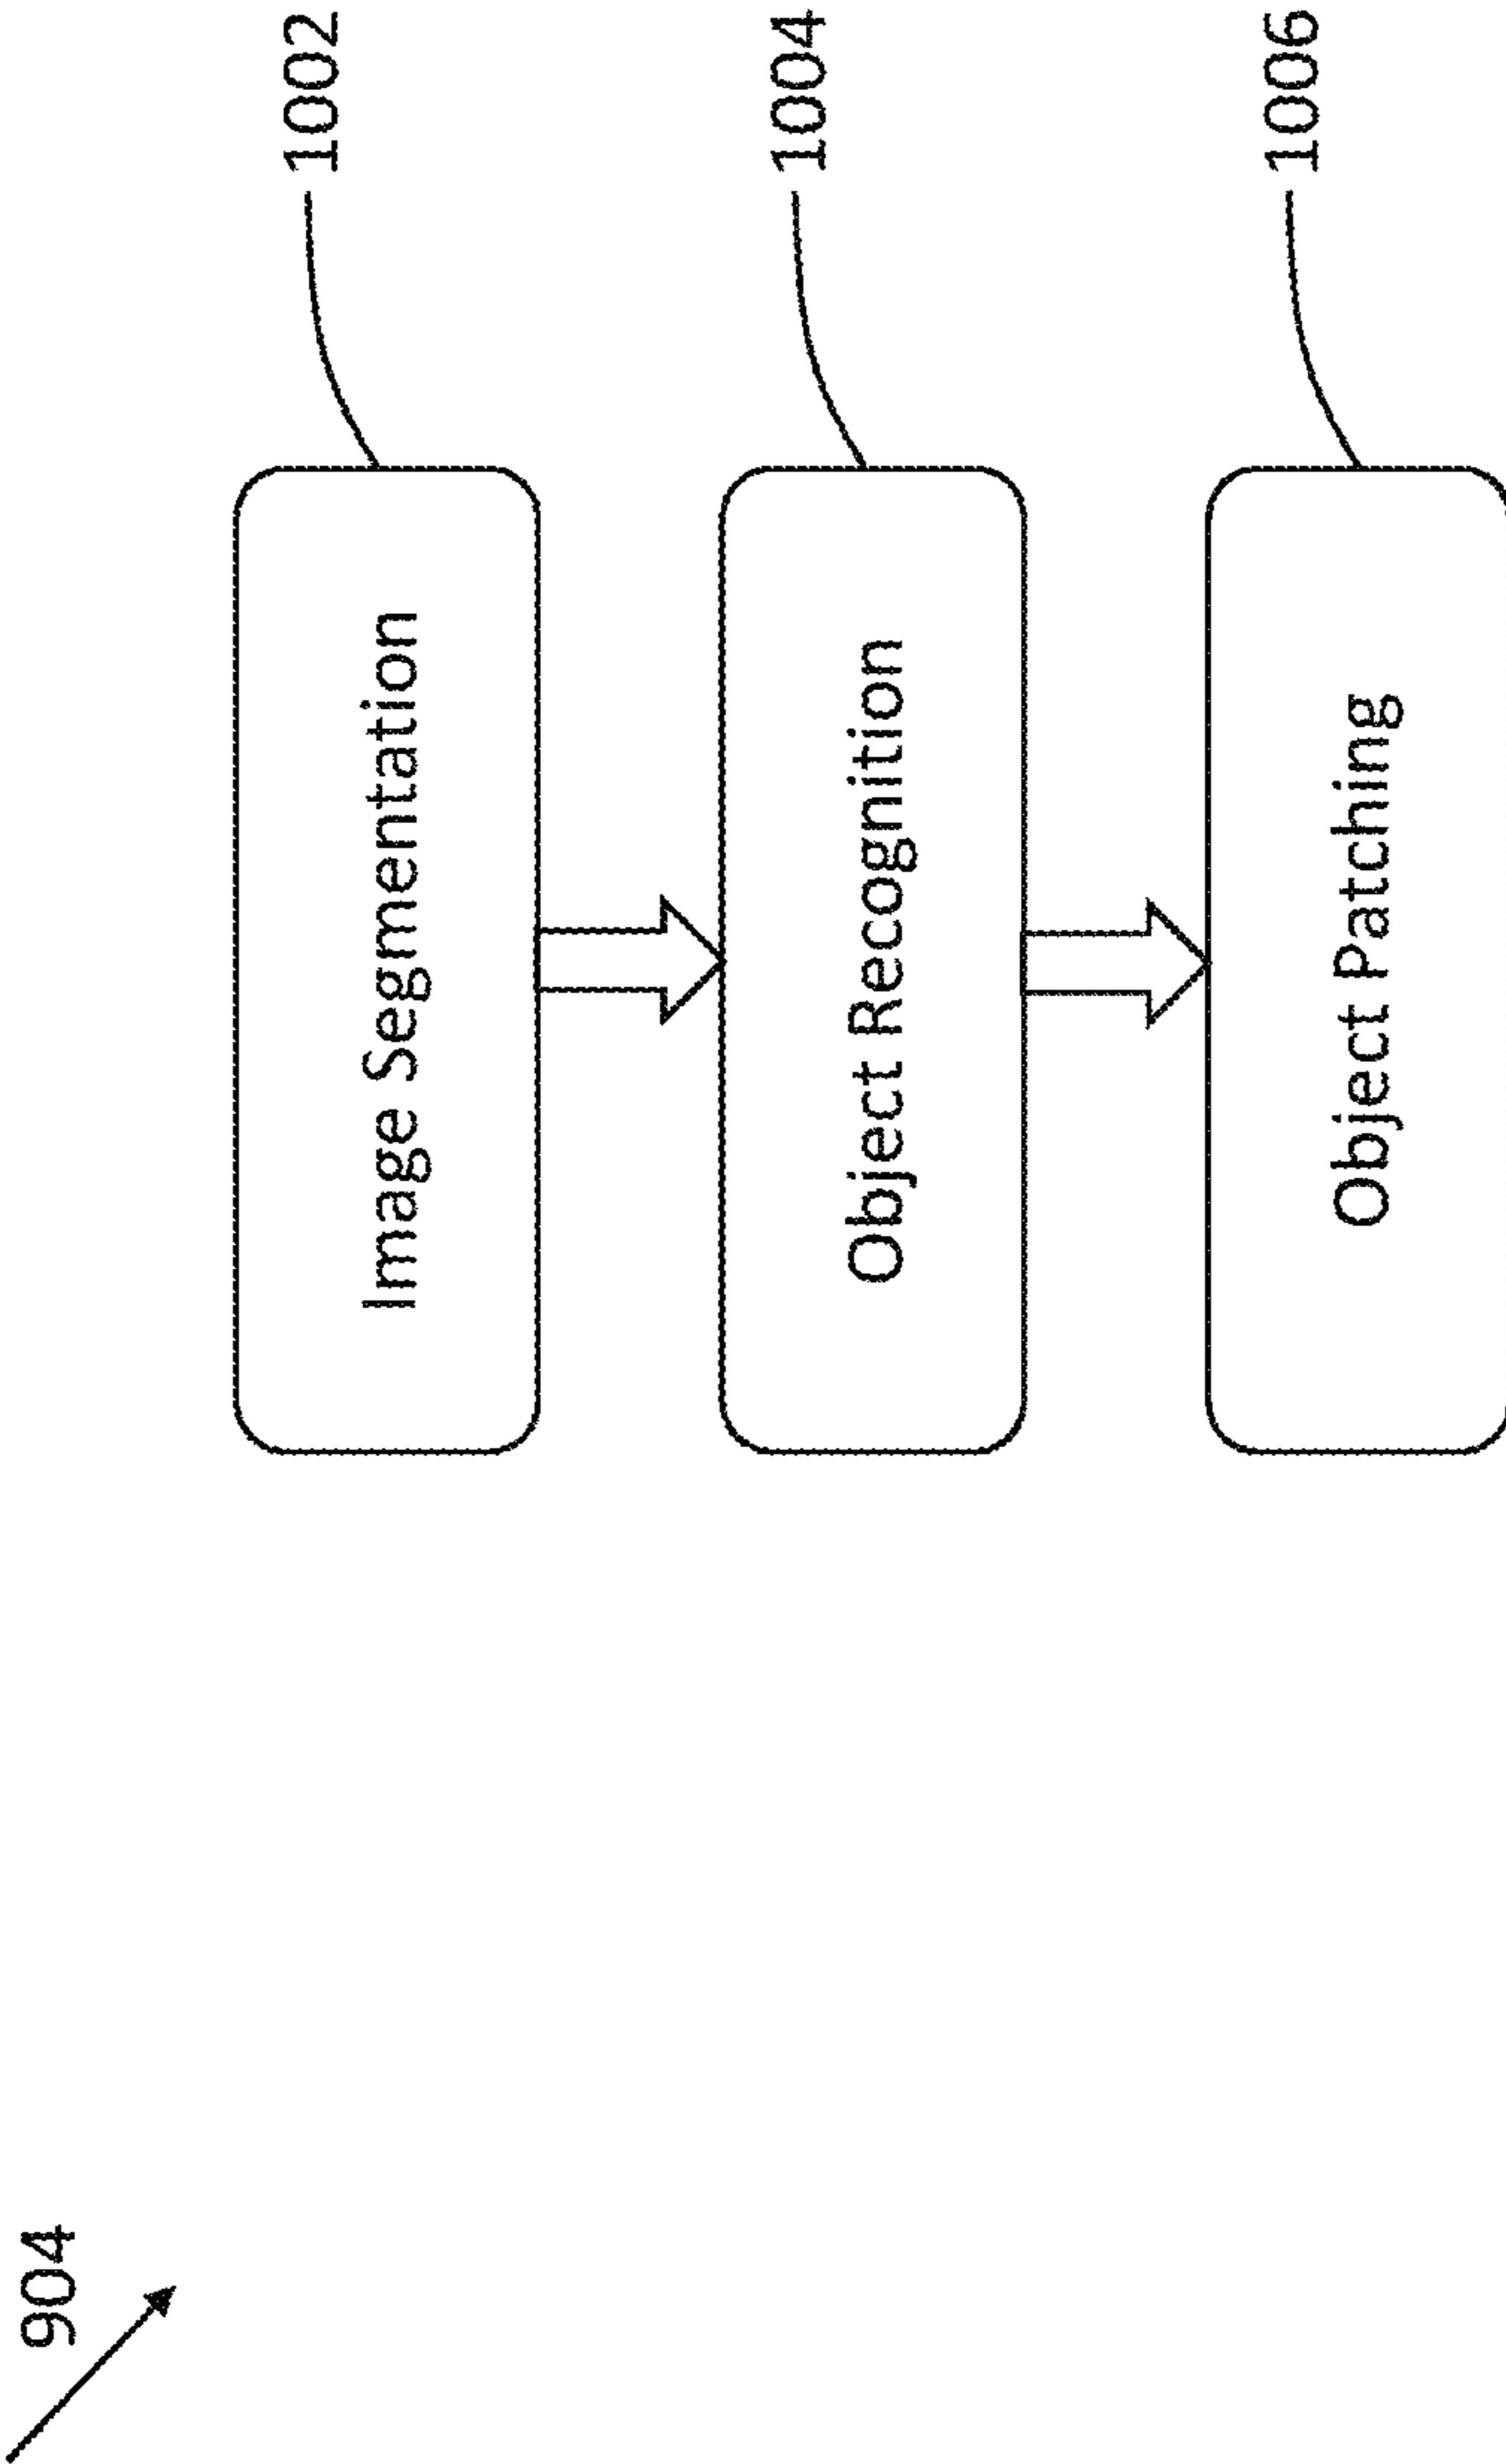 904
Image Segmentation
1002
Object Recognition
1004
Object Patching
1006